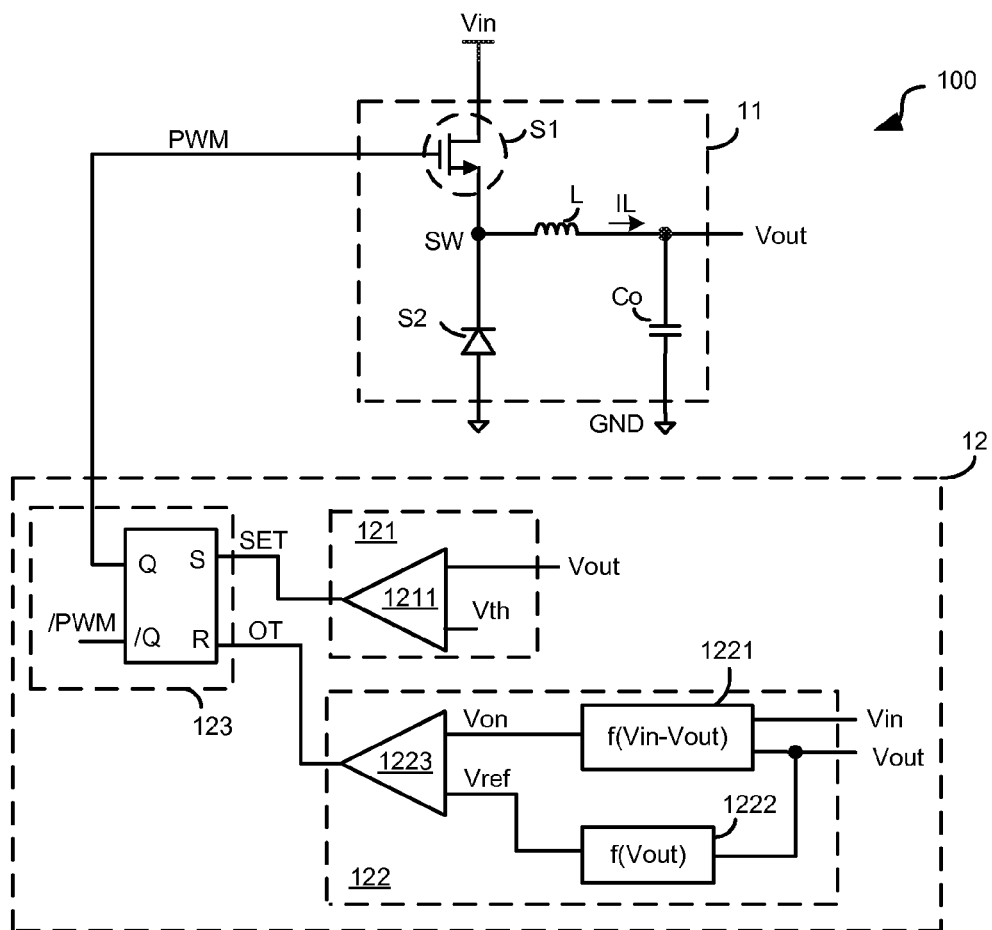 Vin
100
11
S1
PWM
L
IL
SW
Vout
S2
Co
GND
12
121
SET
Q
S
Vout
1211
Vth
/PWM
/Q
R
OT
1221
123
Von
f(Vin-Vout)
Vin
Vout
1223
Vref
1222
f(Vout)
122